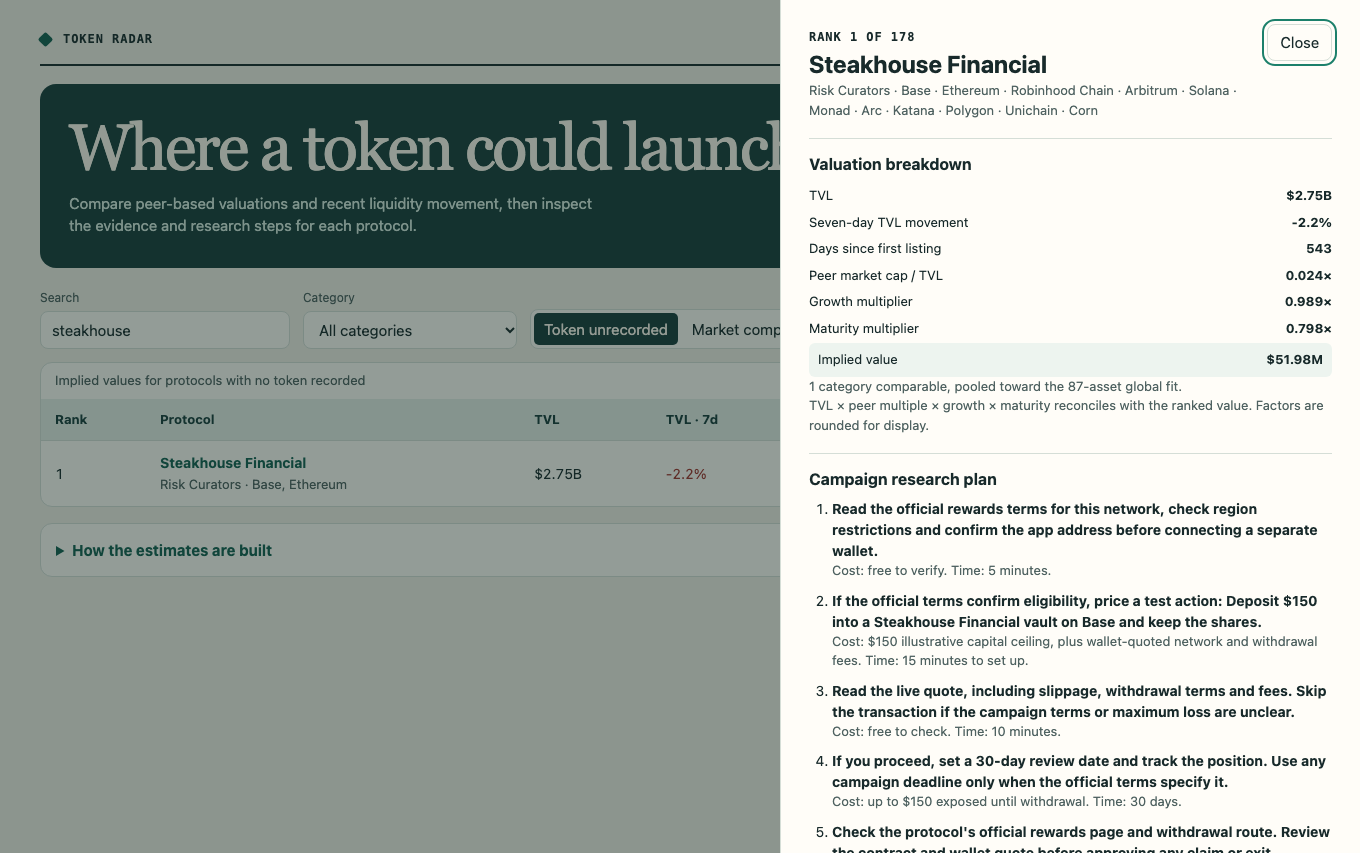 TOKEN RADAR
Where a token could launch
Compare peer-based valuations and recent liquidity movement, then inspect
the evidence and research steps for each protocol.
Search
Category
steakhouse
All categories
Token unrecorded
Market comp
Implied values for protocols with no token recorded
Rank
Protocol
TVL
TVL · 7d
1
Steakhouse Financial
Risk Curators · Base, Ethereum
$2.75B
-2.2%
How the estimates are built
RANK 1 OF 178
Close
Steakhouse Financial
Risk Curators · Base · Ethereum · Robinhood Chain · Arbitrum · Solana ·
Monad · Arc · Katana · Polygon · Unichain · Corn
Valuation breakdown
TVL $2.75B
Seven-day TVL movement -2.2%
Days since first listing 543
Peer market cap / TVL 0.024×
Growth multiplier 0.989×
Maturity multiplier 0.798×
Implied value $51.98M
1 category comparable, pooled toward the 87-asset global fit.
TVL × peer multiple × growth × maturity reconciles with the ranked value. Factors are
rounded for display.
Campaign research plan
1. Read the official rewards terms for this network, check region
restrictions and confirm the app address before connecting a separate
wallet.
Cost: free to verify. Time: 5 minutes.
2. If the official terms confirm eligibility, price a test action: Deposit $150
into a Steakhouse Financial vault on Base and keep the shares.
Cost: $150 illustrative capital ceiling, plus wallet-quoted network and withdrawal
fees. Time: 15 minutes to set up.
3. Read the live quote, including slippage, withdrawal terms and fees. Skip
the transaction if the campaign terms or maximum loss are unclear.
Cost: free to check. Time: 10 minutes.
4. If you proceed, set a 30-day review date and track the position. Use any
campaign deadline only when the official terms specify it.
Cost: up to $150 exposed until withdrawal. Time: 30 days.
5. Check the protocol's official rewards page and withdrawal route. Review
the contract and wallet quote before approving any claim or exit.